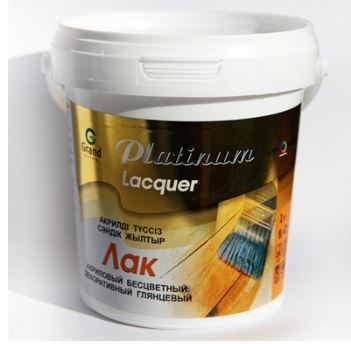 Grand
Platinum
Lacquer
АКРИЛДІ ТҮССІЗ
СӘНДІК ЖЫЛТЫР
Лак
АКРИЛОВЫЙ БЕСЦВЕТНЫЙ
ДЕКОРАТИВНЫЙ ГЛЯНЦЕВЫЙ